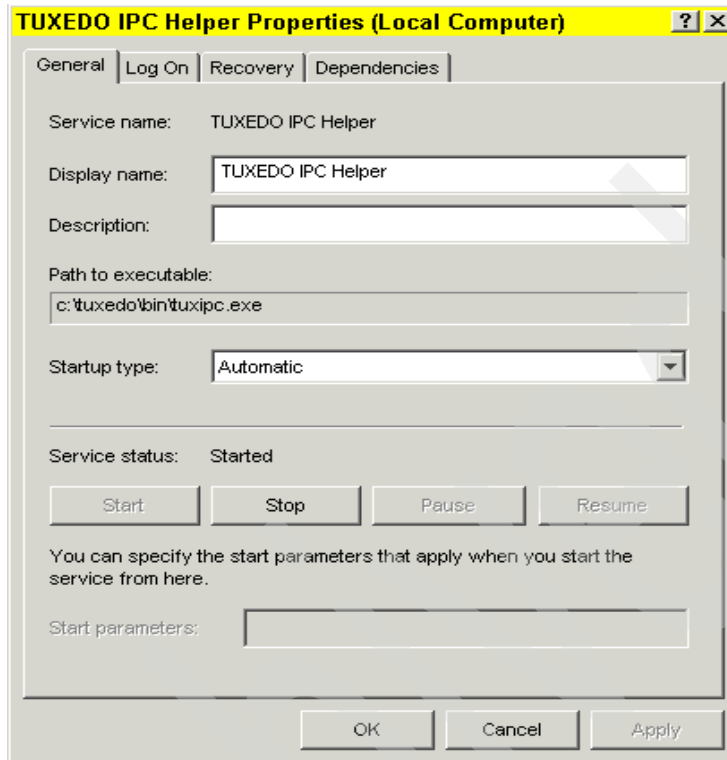 TUXEDO IPC Helper Properties (Local Computer)
General Log On Recovery Dependencies
Service name: TUXEDO IPC Helper
Display name: TUXEDO IPC Helper
Description:
Path to executable:
c:\tuxedo\bin\tuxipc.exe
Startup type: Automatic
Service status: Started
Start Stop Pause Resume
You can specify the start parameters that apply when you start the
service from here.
Start parameters:
OK Cancel Apply